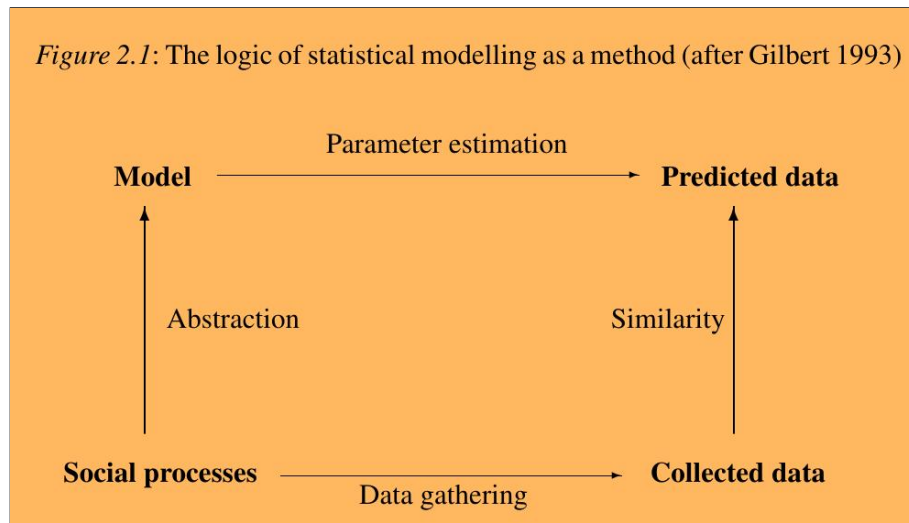 Figure 2.1: The logic of statistical modelling as a method (after Gilbert 1993)
Parameter estimation
Model
Predicted data
Abstraction
Similarity
Social processes
Collected data
Data gathering